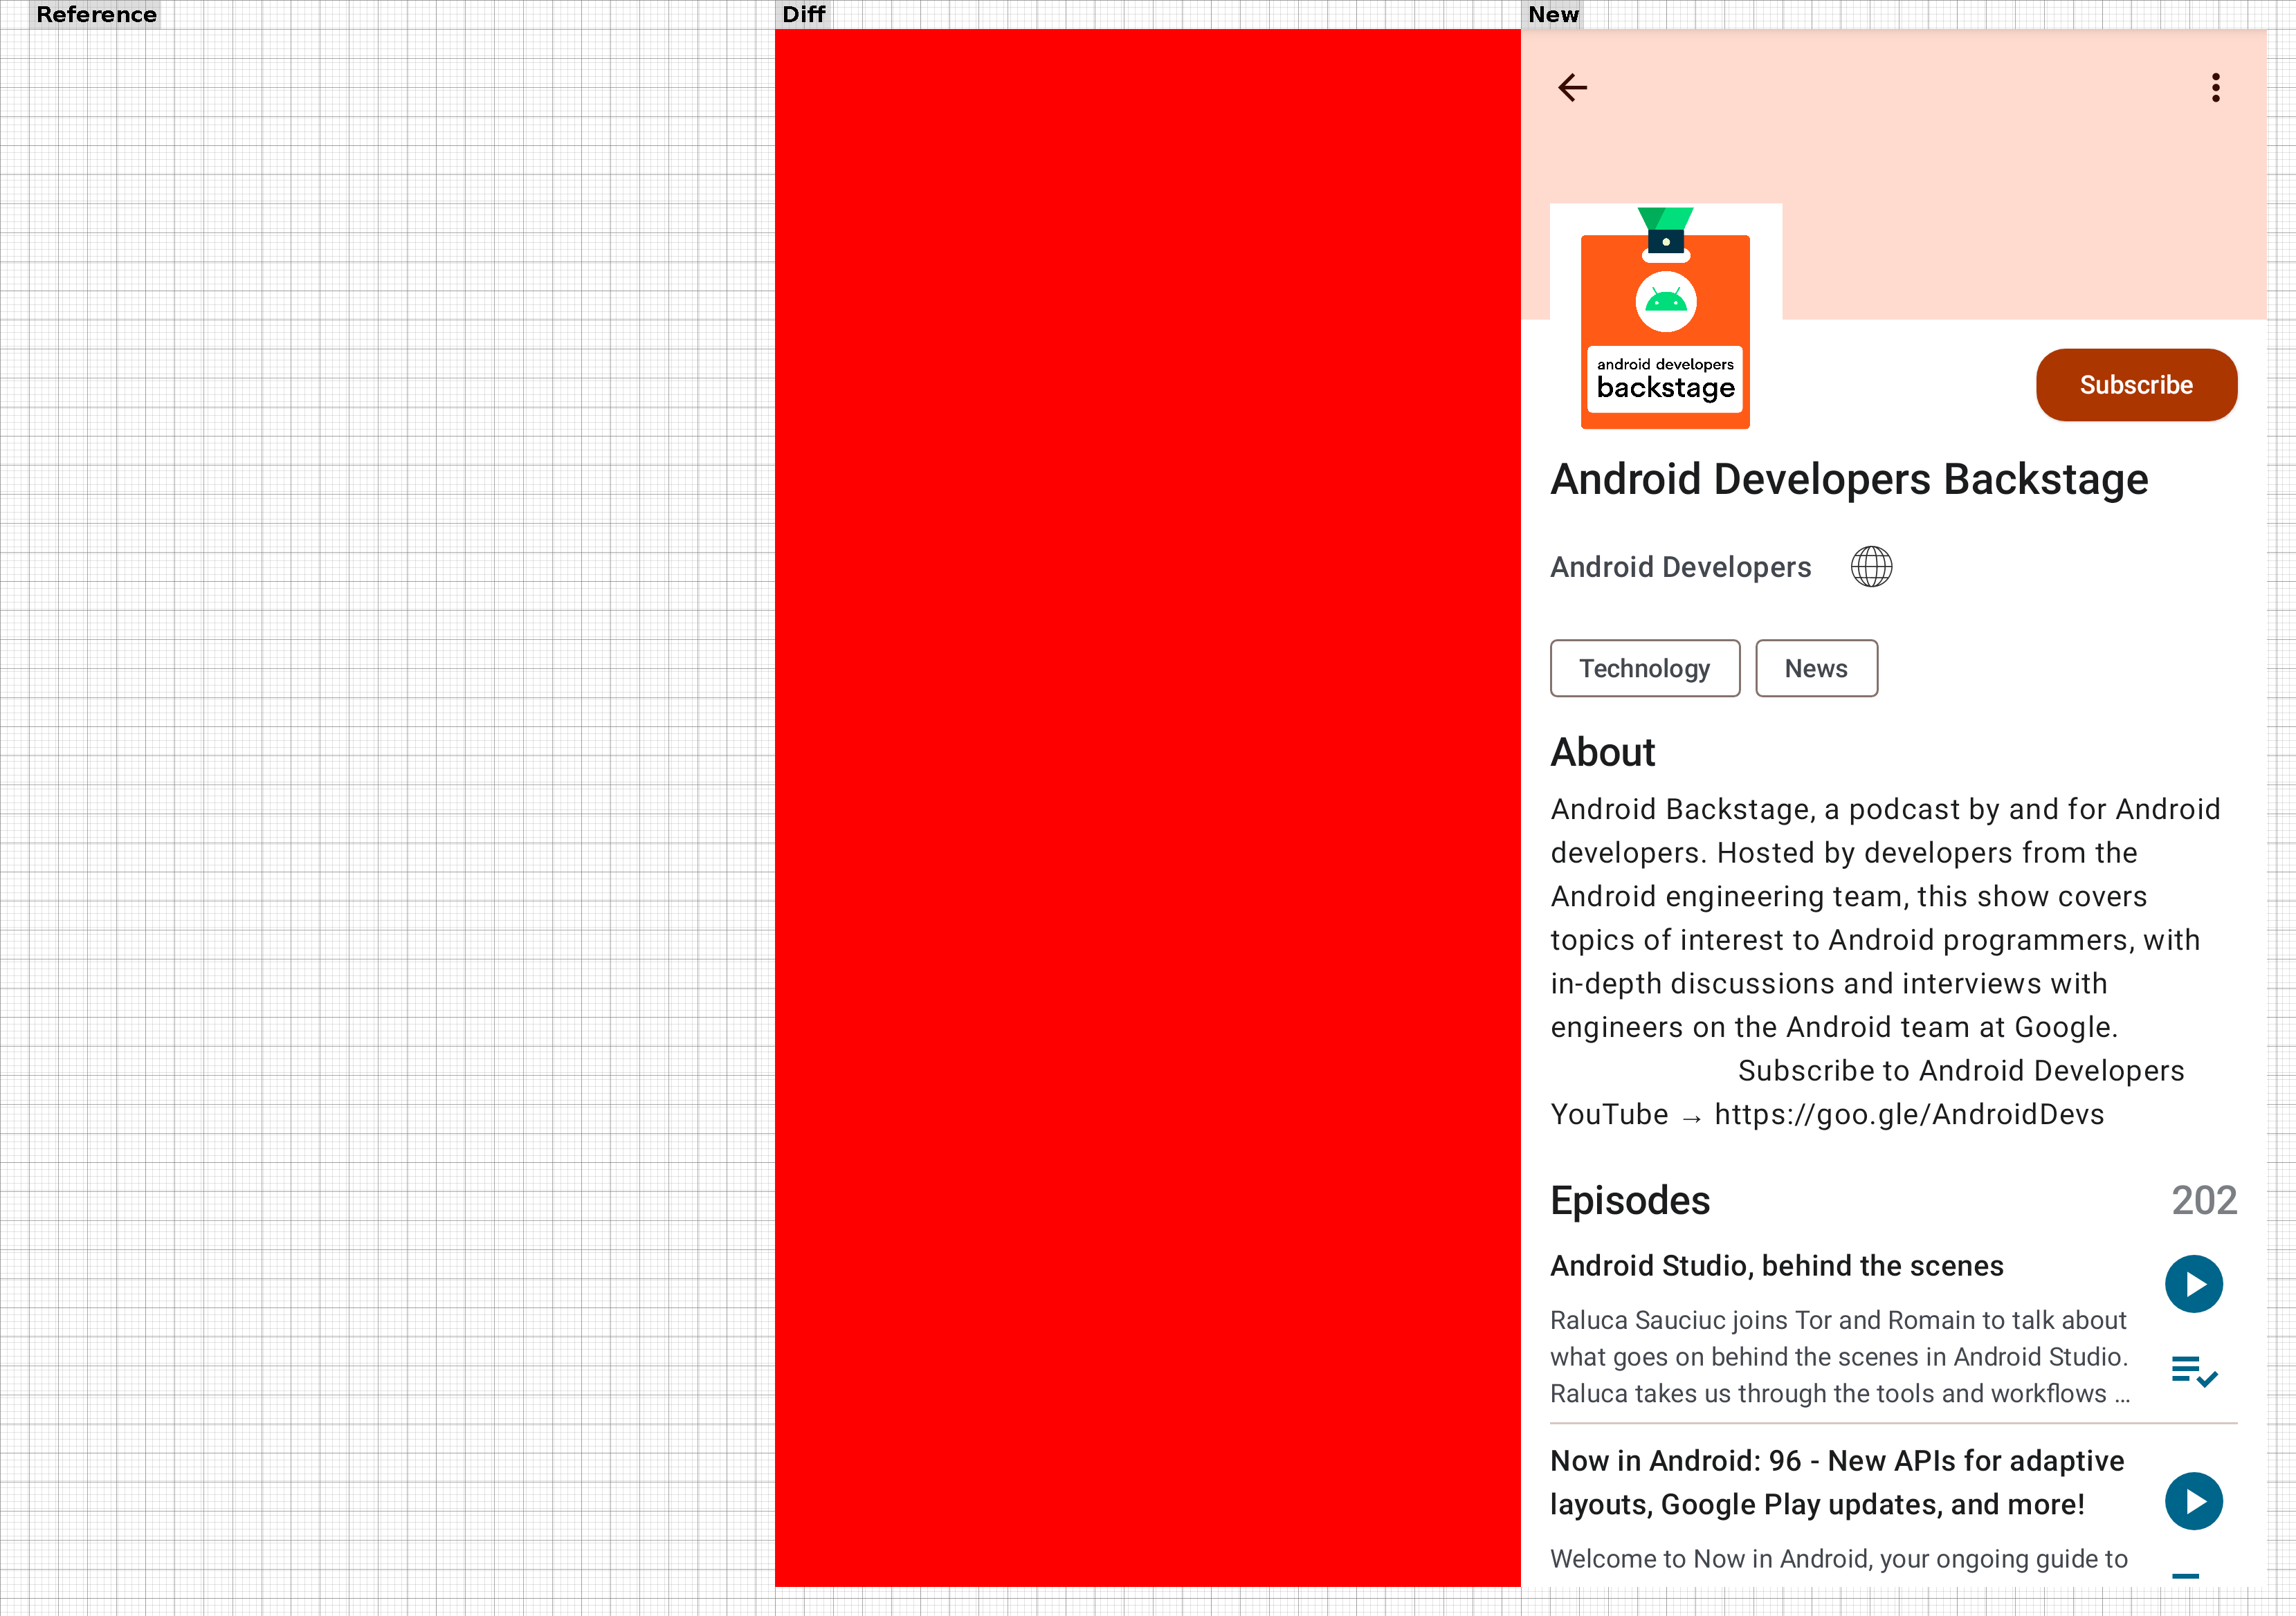 Reference
Diff
New
android developers
backstage
Subscribe
Android Developers Backstage
Android Developers
Technology
News
About
Android Backstage, a podcast by and for Android
developers. Hosted by developers from the
Android engineering team, this show covers
topics of interest to Android programmers, with
in-depth discussions and interviews with
engineers on the Android team at Google.
Subscribe to Android Developers
YouTube → https://goo.gle/AndroidDevs
Episodes
202
Android Studio, behind the scenes
Raluca Sauciuc joins Tor and Romain to talk about
what goes on behind the scenes in Android Studio.
Raluca takes us through the tools and workflows ...
Now in Android: 96 - New APIs for adaptive
layouts, Google Play updates, and more!
Welcome to Now in Android, your ongoing guide to